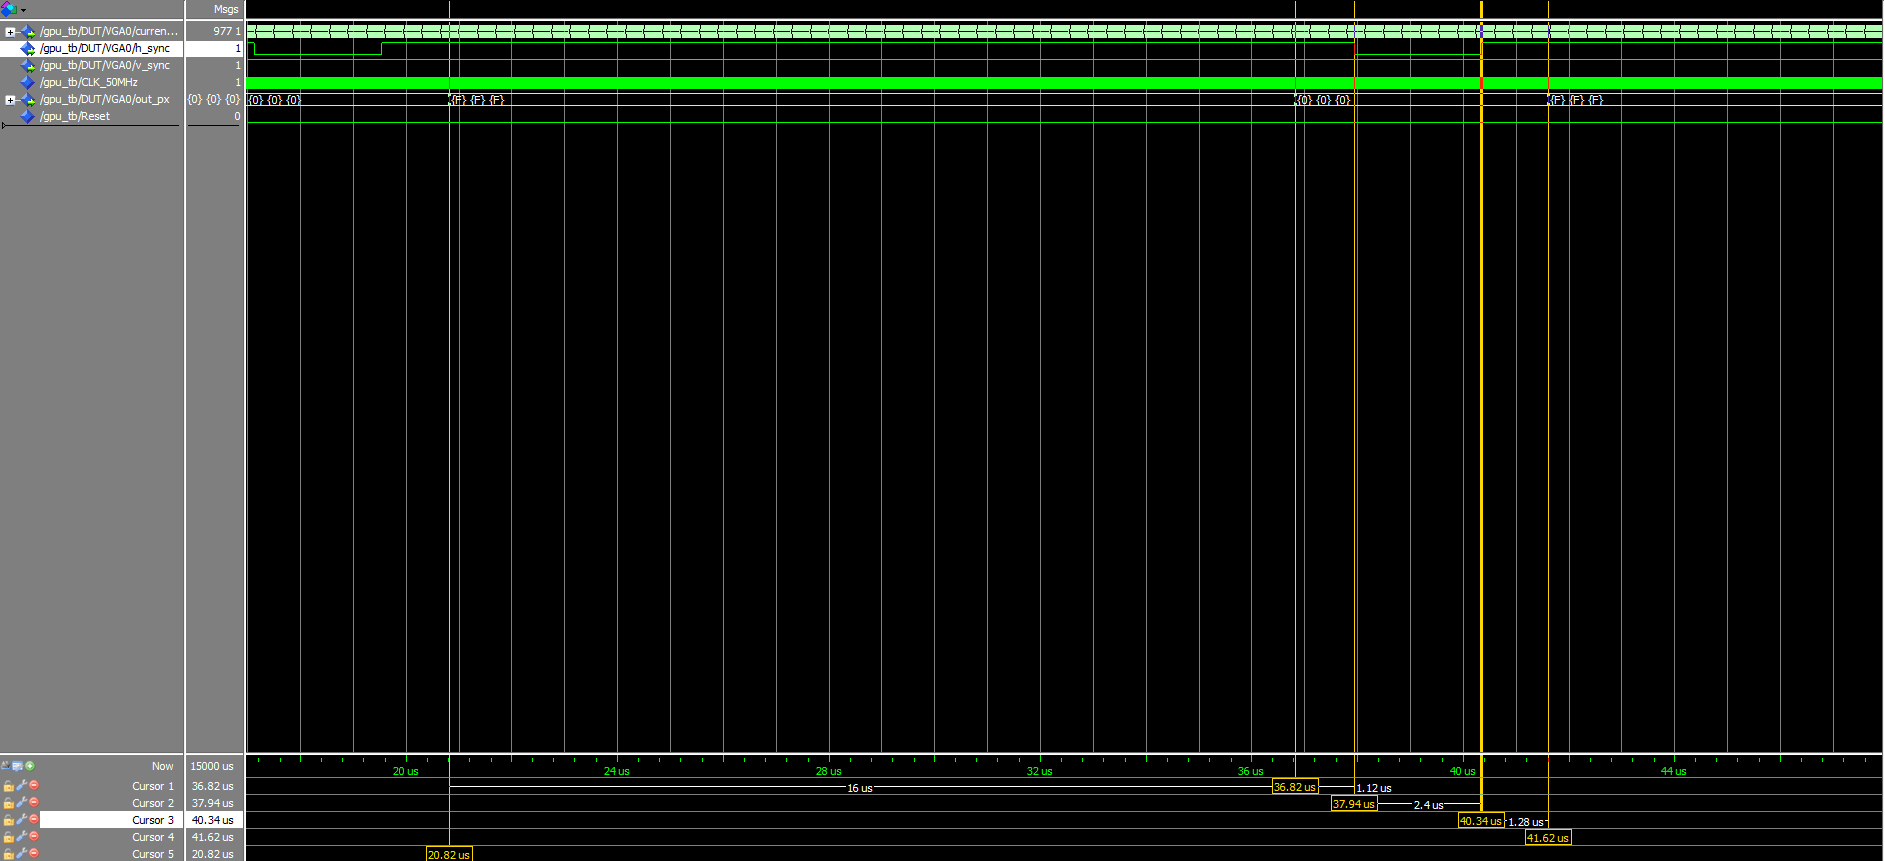 Msgs
/gpu_tb/DUT/VGA0/curren... 977 1
/gpu_tb/DUT/VGA0/h_sync 1
/gpu_tb/DUT/VGA0/v_sync 1
/gpu_tb/CLK_50MHz 1
/gpu_tb/DUT/VGA0/out_px {0} {0} {0} {0} {0} {0} {F} {F} {F} {0} {0} {0} {F} {F} {F}
/gpu_tb/Reset 0
Now 15000 us 20 us 24 us 28 us 32 us 36 us 40 us 44 us
Cursor 1 36.82 us 16 us 36.82 us 1.12 us
Cursor 2 37.94 us 37.94 us 2.4 us
Cursor 3 40.34 us 40.34 us 1.28 us
Cursor 4 41.62 us 41.62 us
Cursor 5 20.82 us 20.82 us